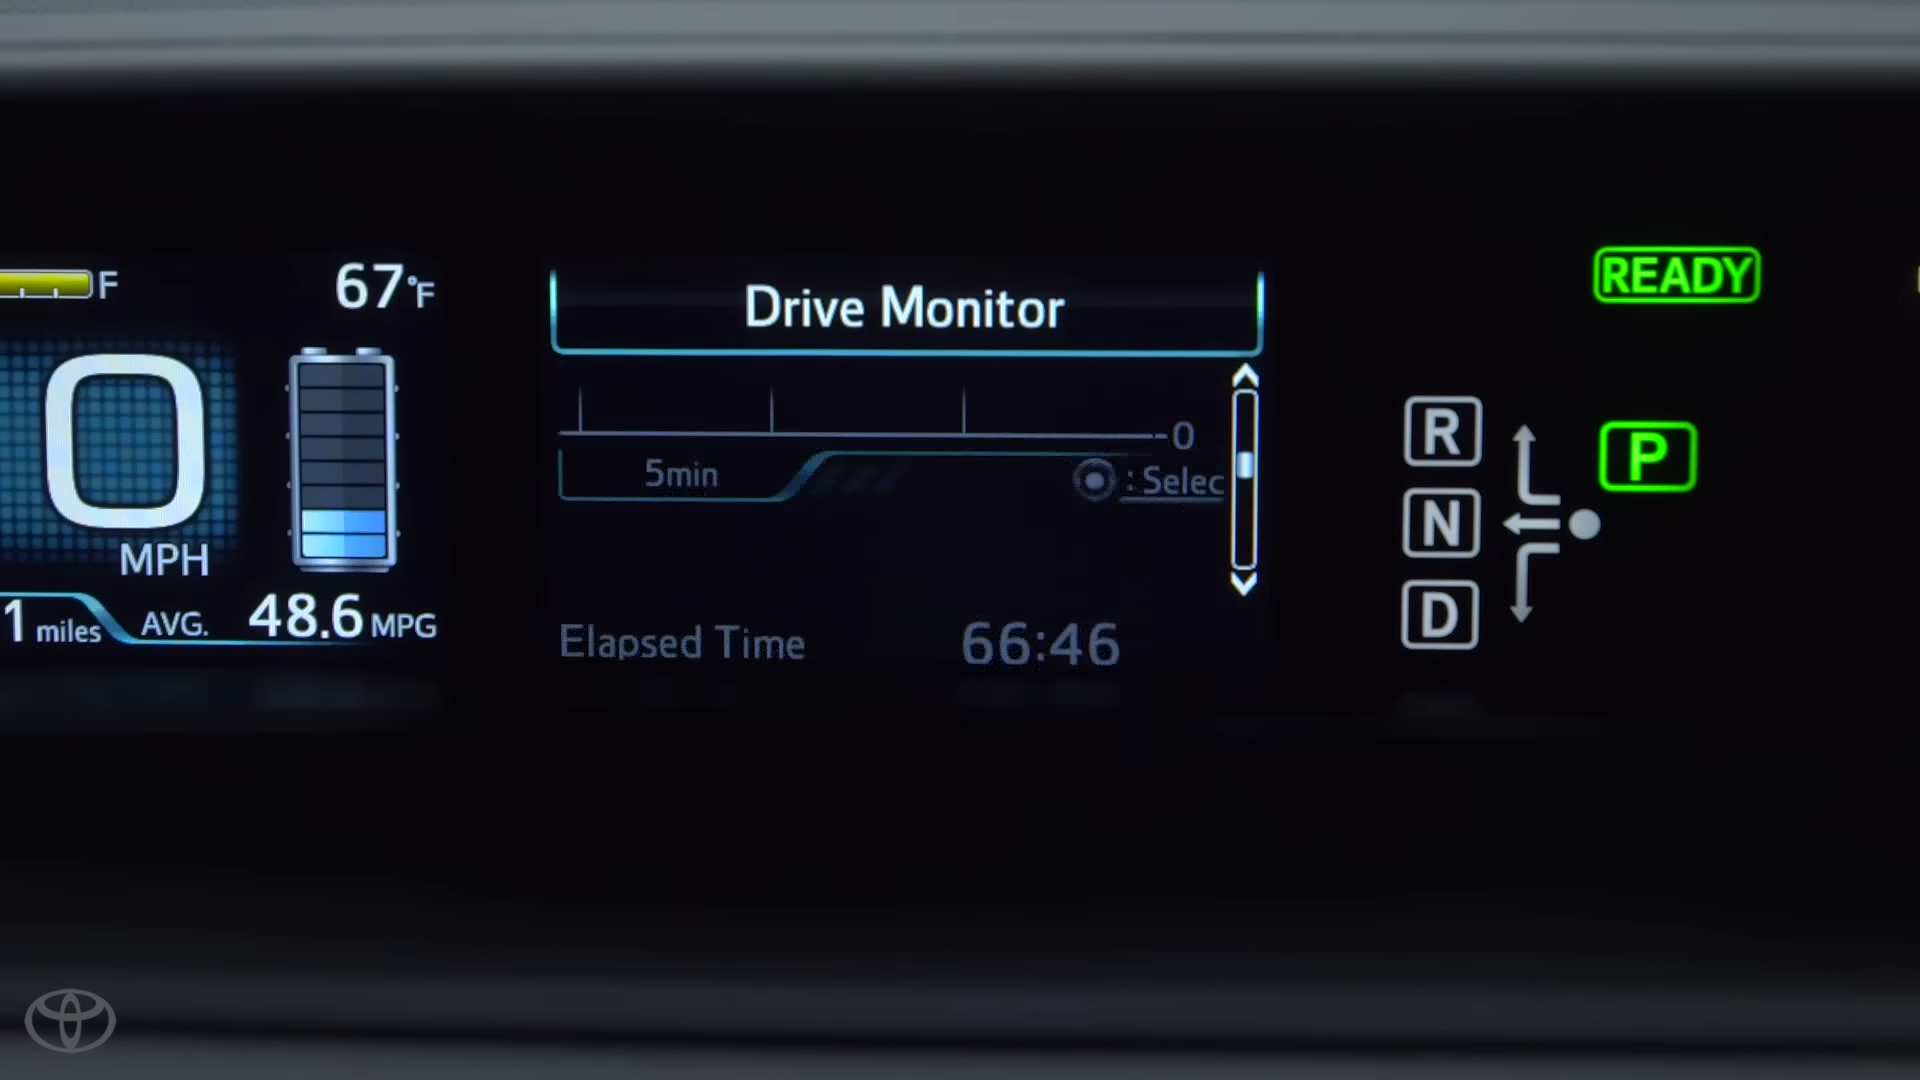 F
67°F
0
MPH
1 miles
AVG. 48.6 MPG
Drive Monitor
0
5min
: Selec
Elapsed Time 66:46
READY
R
N
D
P